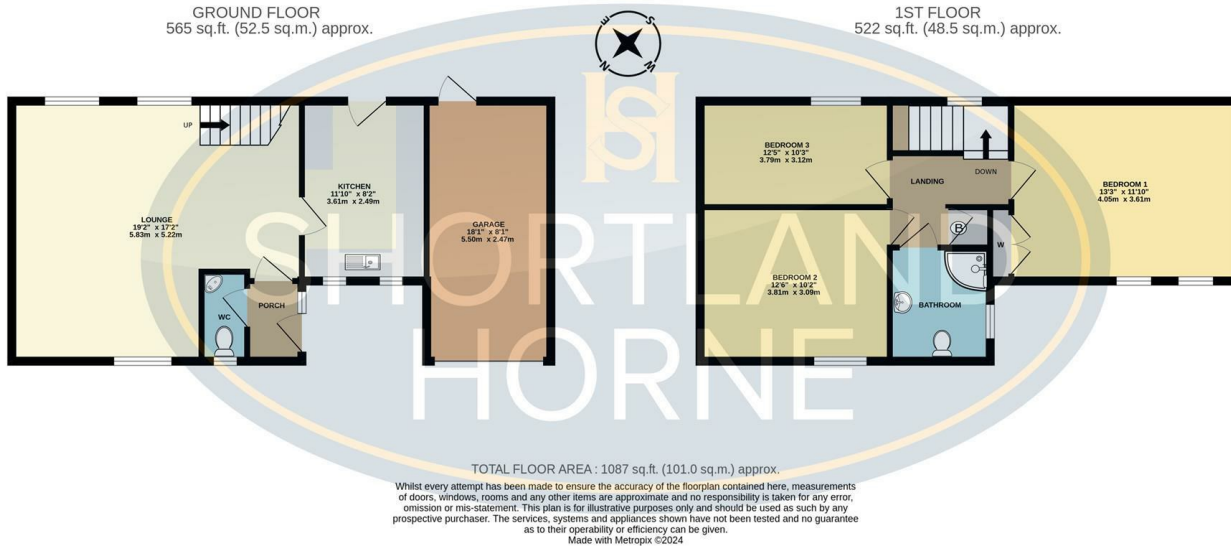 GROUND FLOOR
565 sq.ft. (52.5 sq.m.) approx.
1ST FLOOR
522 sq.ft. (48.5 sq.m.) approx.
E
S
N
W
SH
UP
LOUNGE
19'2" x 17'2"
5.83m x 5.22m
KITCHEN
11'10" x 8'2"
3.61m x 2.49m
GARAGE
18'1" x 8'1"
5.50m x 2.47m
WC
PORCH
BEDROOM 3
12'5" x 10'3"
3.79m x 3.12m
LANDING
DOWN
BEDROOM 1
13'3" x 11'10"
4.05m x 3.61m
B
W
BEDROOM 2
12'6" x 10'2"
3.81m x 3.09m
BATHROOM
SHORTLAND
HORNE
TOTAL FLOOR AREA : 1087 sq.ft. (101.0 sq.m.) approx.
Whilst every attempt has been made to ensure the accuracy of the floorplan contained here, measurements
of doors, windows, rooms and any other items are approximate and no responsibility is taken for any error,
omission or mis-statement. This plan is for illustrative purposes only and should be used as such by any
prospective purchaser. The services, systems and appliances shown have not been tested and no guarantee
as to their operability or efficiency can be given.
Made with Metropix ©2024